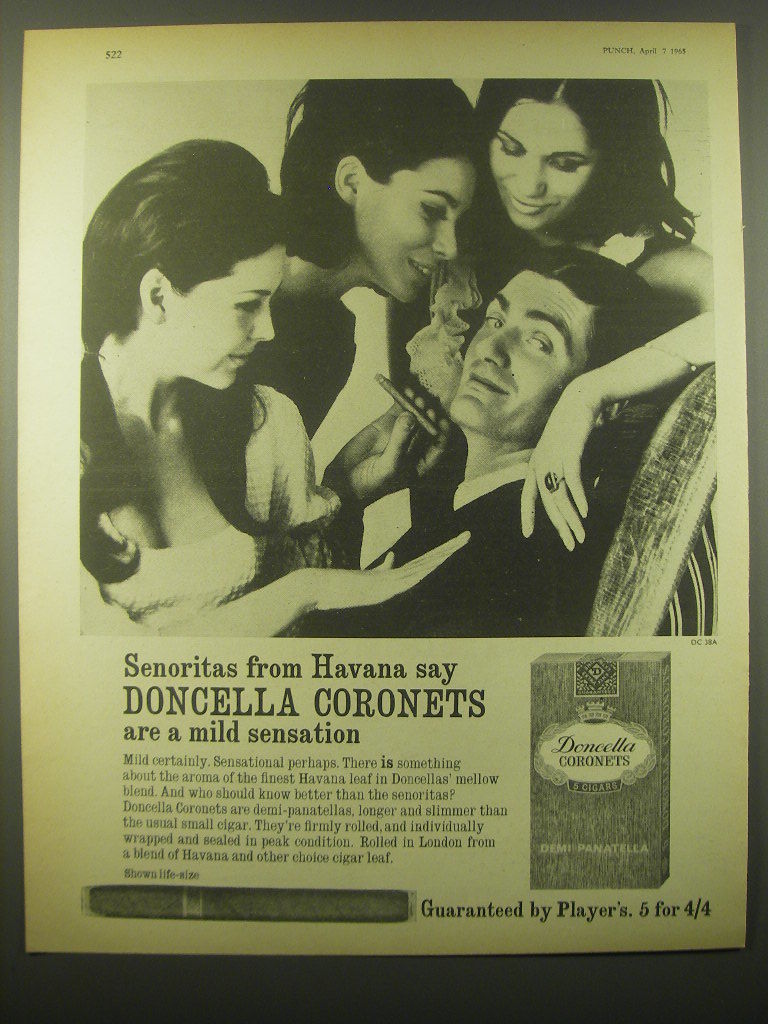 522
PUNCH, April 7 1965
DC 38A
Senoritas from Havana say
DONCELLA CORONETS
are a mild sensation
Mild certainly. Sensational perhaps. There is something
about the aroma of the finest Havana leaf in Doncellas' mellow
blend. And who should know better than the senoritas?
Doncella Coronets are demi-panatellas, longer and slimmer than
the usual small cigar. They're firmly rolled, and individually
wrapped and sealed in peak condition. Rolled in London from
a blend of Havana and other choice cigar leaf.
Shown life-size
D
Doncella
CORONETS
5 CIGARS
DEMI PANATELLA
Guaranteed by Player's. 5 for 4/4